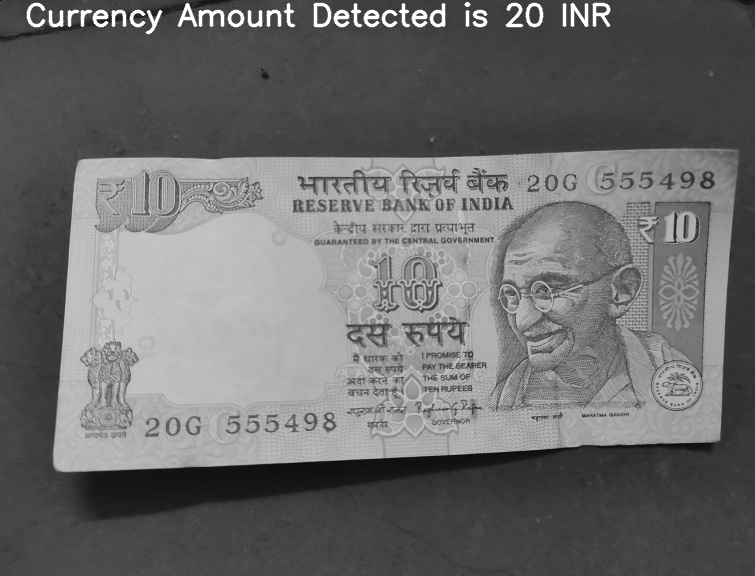 Currency Amount Detected is 20 INR
₹10
भारतीय रिज़र्व बैंक
20G 555498
RESERVE BANK OF INDIA
केन्द्रीय सरकार द्वारा प्रत्याभूत
GUARANTEED BY THE CENTRAL GOVERNMENT
₹10
10
दस रुपये
मैं धारक को
दस रुपये
अदा करने का
वचन देता हूँ
I PROMISE TO
PAY THE BEARER
THE SUM OF
TEN RUPEES
गवर्नर
GOVERNOR
महात्मा गांधी
MAHATMA GANDHI
सत्यमेव जयते
20G 555498